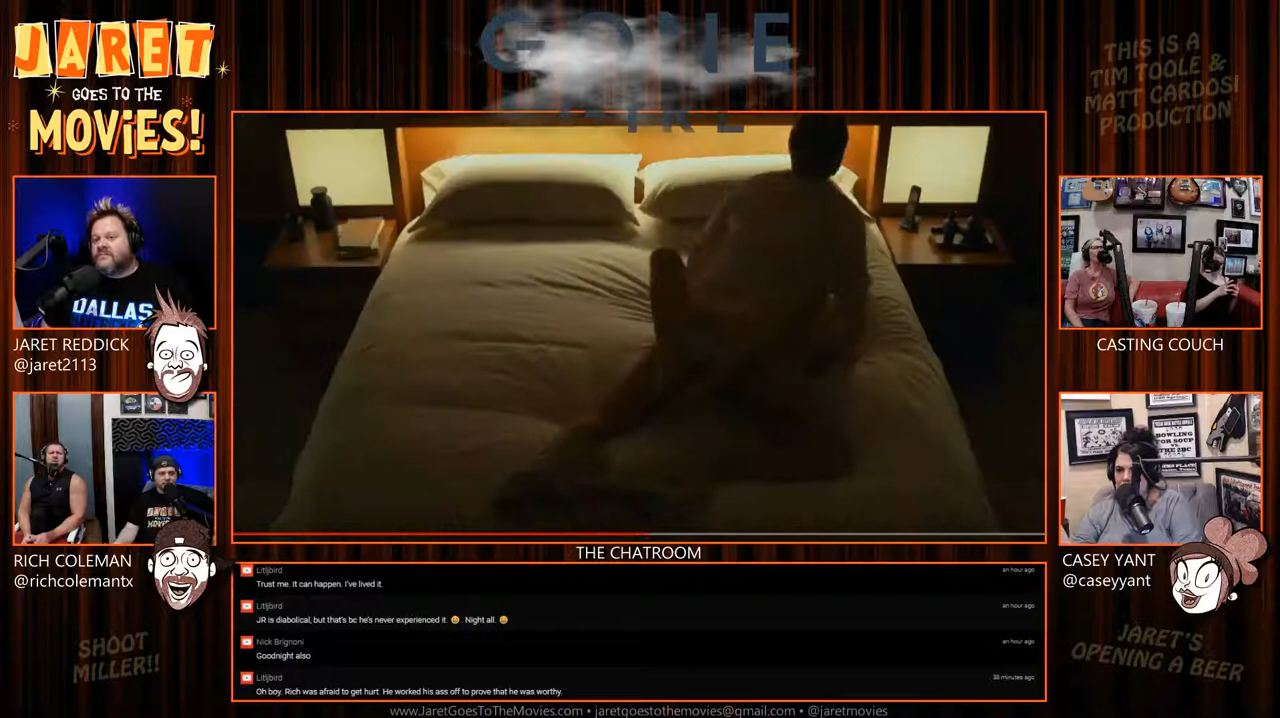 JARET
GOES TO THE
MOVIES!
GONE
GIRL
THIS IS A
TIM TOOLE &
MATT CARDOSI
PRODUCTION
DALLAS
JARET REDDICK
@jaret2113
CASTING COUCH
BOWLING
FOR SOUP
RICH COLEMAN
@richcolemantx
CASEY YANT
@caseyyant
THE CHATROOM
Litljbird
an hour ago
Trust me. It can happen. I've lived it.
Litljbird
an hour ago
JR is diabolical, but that's bc he's never experienced it. 😄 . Night all. 😄
Nick Brignoni
an hour ago
Goodnight also
Litljbird
38 minutes ago
Oh boy. Rich was afraid to get hurt. He worked his ass off to prove that he was worthy.
SHOOT
MILLER!!
JARET'S
OPENING A BEER
www.JaretGoesToTheMovies.com • jaretgoestothemovies@gmail.com • @jaretmovies